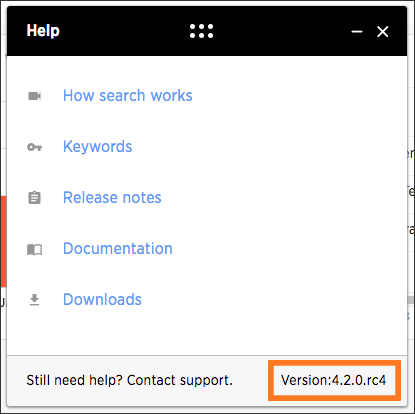 Help
How search works
Keywords
Release notes
Documentation
Downloads
Still need help? Contact support.
Version:4.2.0.rc4